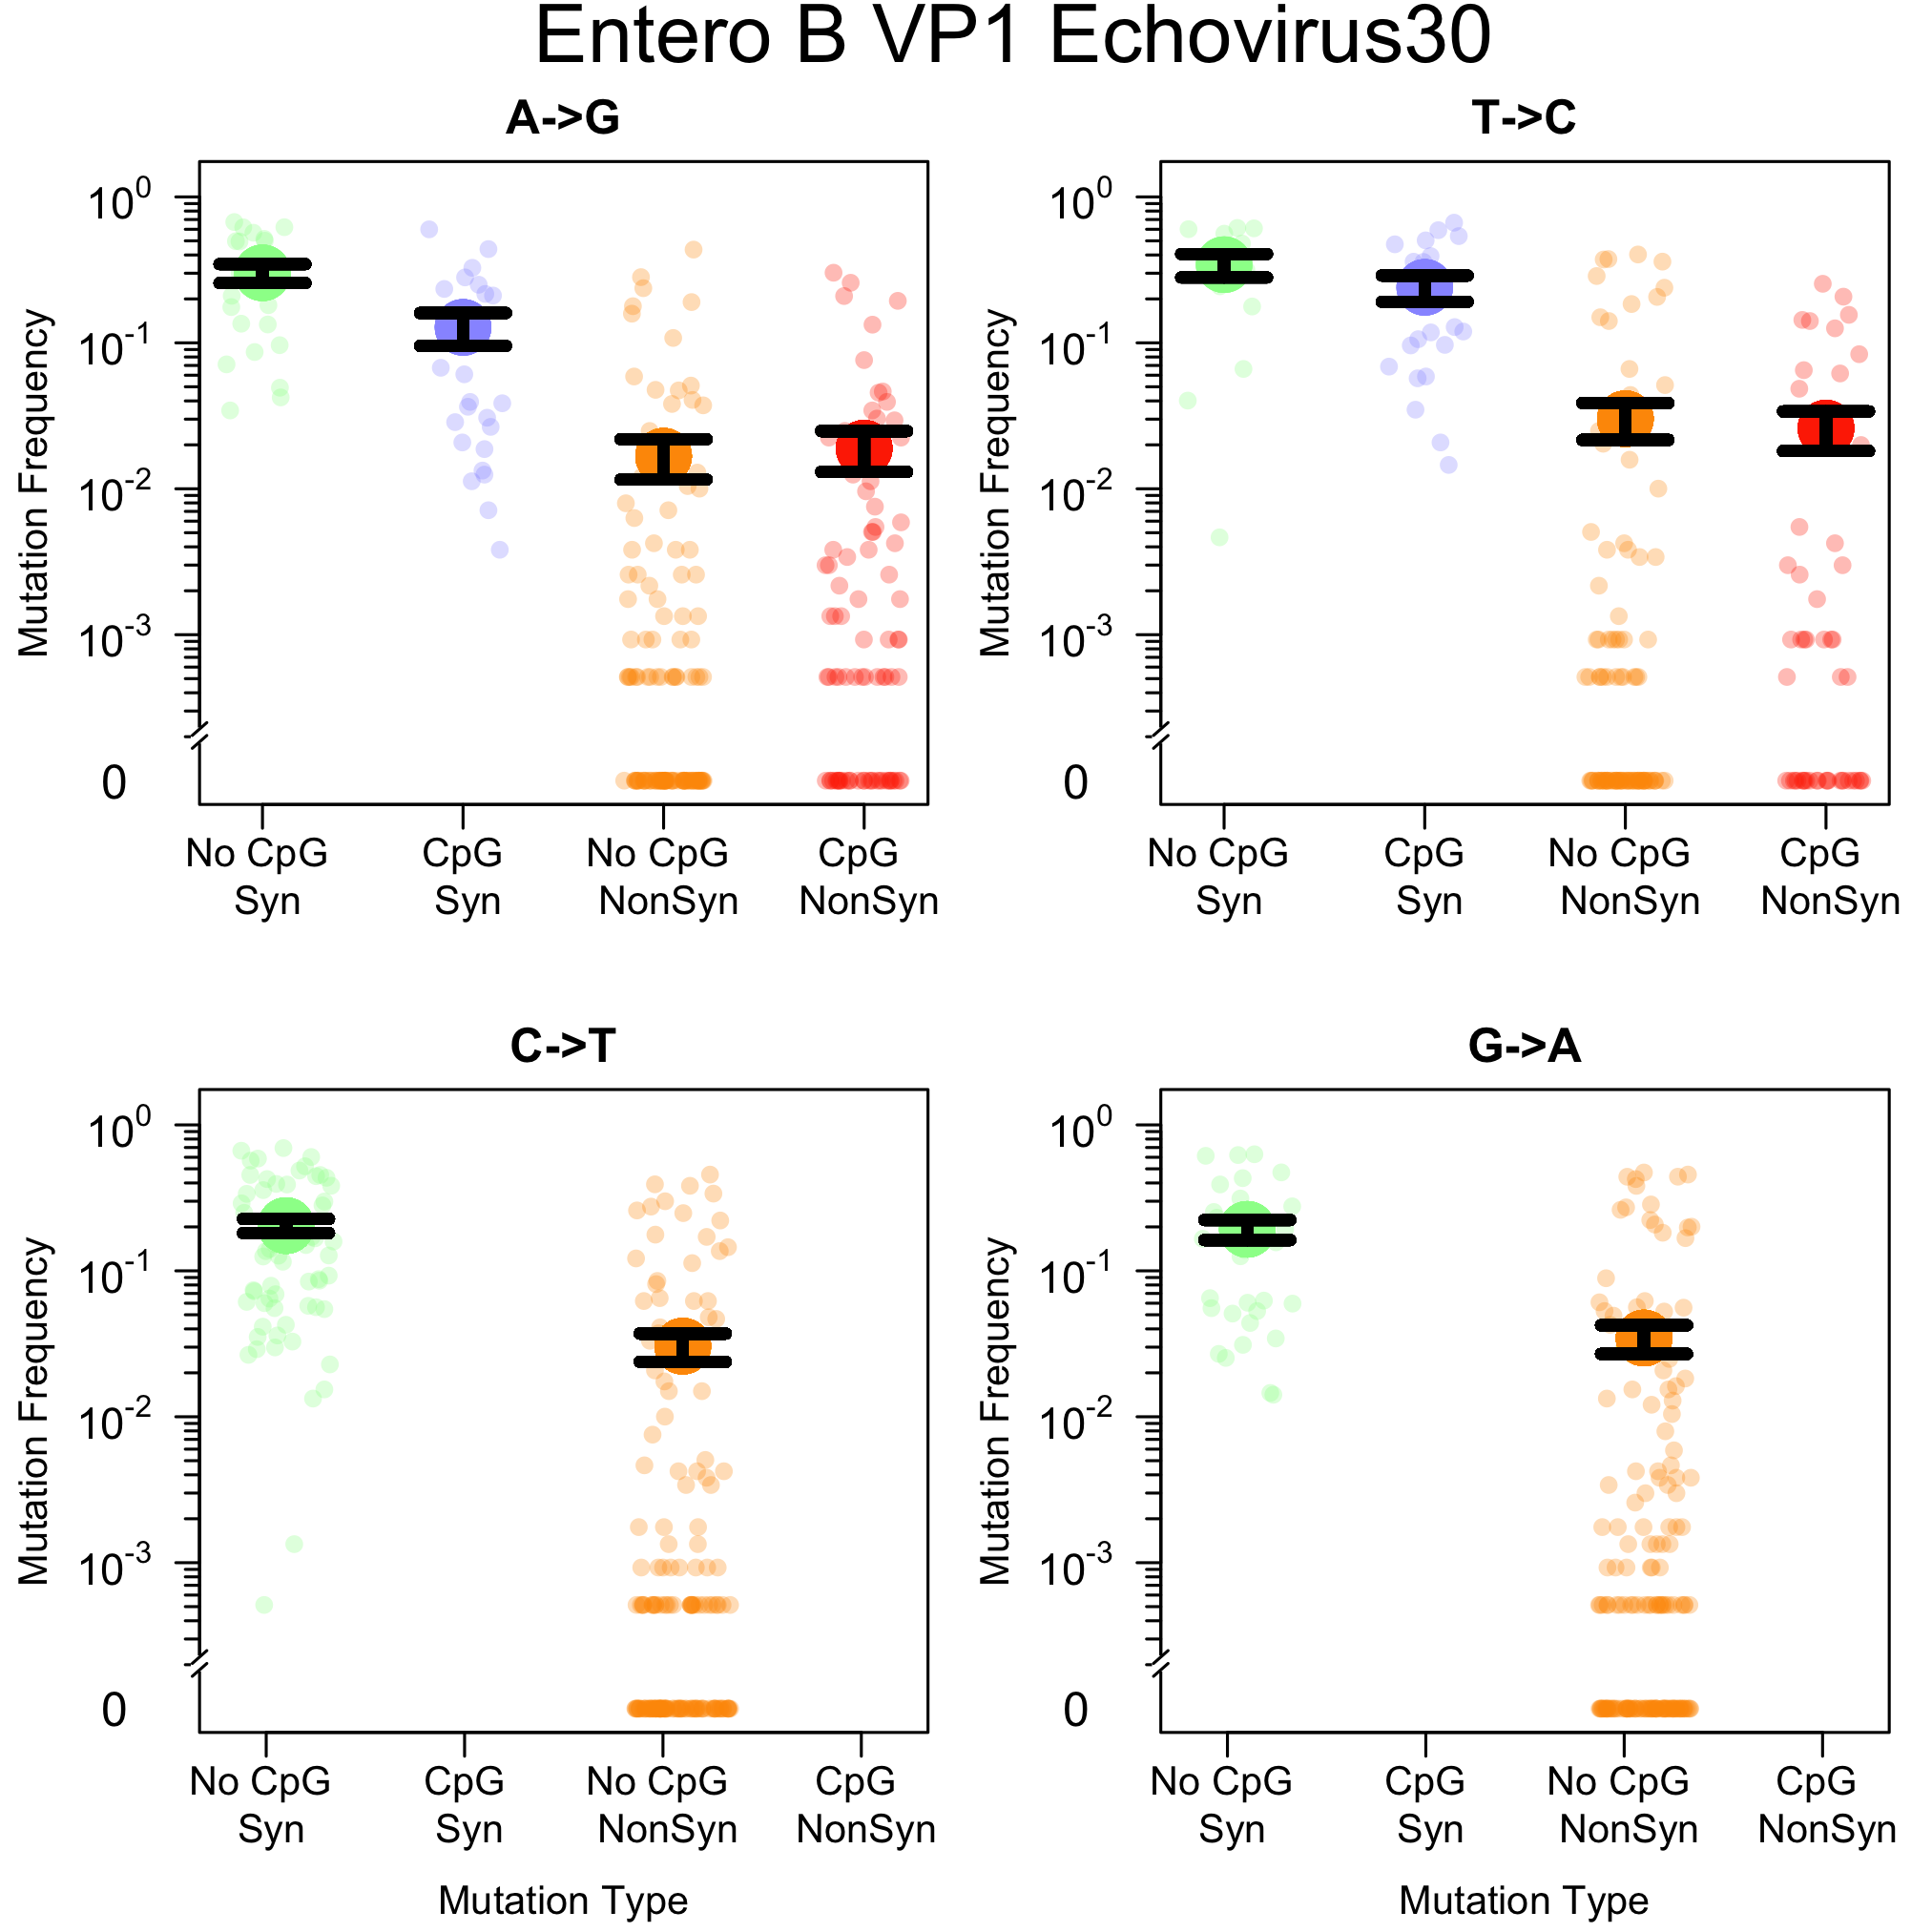 Entero B VP1 Echovirus30
A->G
Mutation Frequency
10^0
10^-1
10^-2
10^-3
0
No CpG Syn
CpG Syn
No CpG NonSyn
CpG NonSyn
T->C
Mutation Frequency
10^0
10^-1
10^-2
10^-3
0
No CpG Syn
CpG Syn
No CpG NonSyn
CpG NonSyn
C->T
Mutation Frequency
10^0
10^-1
10^-2
10^-3
0
No CpG Syn
CpG Syn
No CpG NonSyn
CpG NonSyn
Mutation Type
G->A
Mutation Frequency
10^0
10^-1
10^-2
10^-3
0
No CpG Syn
CpG Syn
No CpG NonSyn
CpG NonSyn
Mutation Type